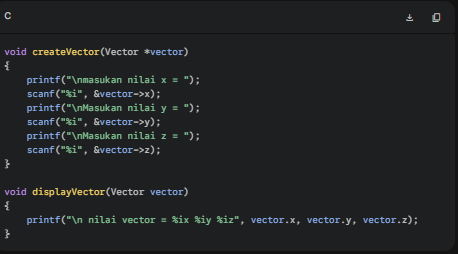 C
void createVector(Vector *vector)
{
    printf("\nmasukan nilai x = ");
    scanf("%i", &vector->x);
    printf("\nMasukan nilai y = ");
    scanf("%i", &vector->y);
    printf("\nMasukan nilai z = ");
    scanf("%i", &vector->z);
}
void displayVector(Vector vector)
{
    printf("\n nilai vector = %ix %iy %iz", vector.x, vector.y, vector.z);
}